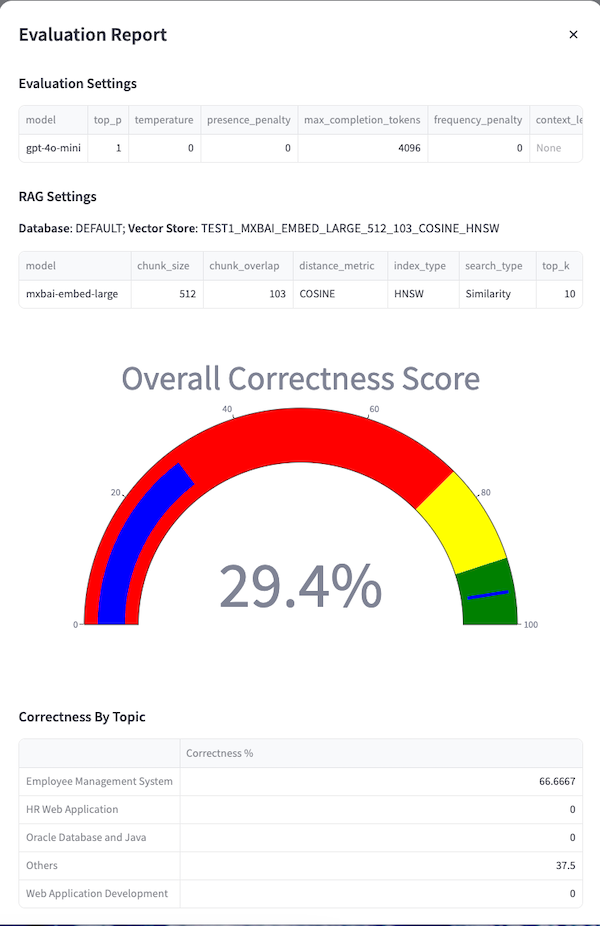 Evaluation Report ×
Evaluation Settings
model top_p temperature presence_penalty max_completion_tokens frequency_penalty context_le
gpt-4o-mini 1 0 0 4096 0 None
RAG Settings
Database: DEFAULT; Vector Store: TEST1_MXBAI_EMBED_LARGE_512_103_COSINE_HNSW
model chunk_size chunk_overlap distance_metric index_type search_type top_k
mxbai-embed-large 512 103 COSINE HNSW Similarity 10
Overall Correctness Score
40 60
20 80
29.4%
0 100
Correctness By Topic
Correctness %
Employee Management System 66.6667
HR Web Application 0
Oracle Database and Java 0
Others 37.5
Web Application Development 0